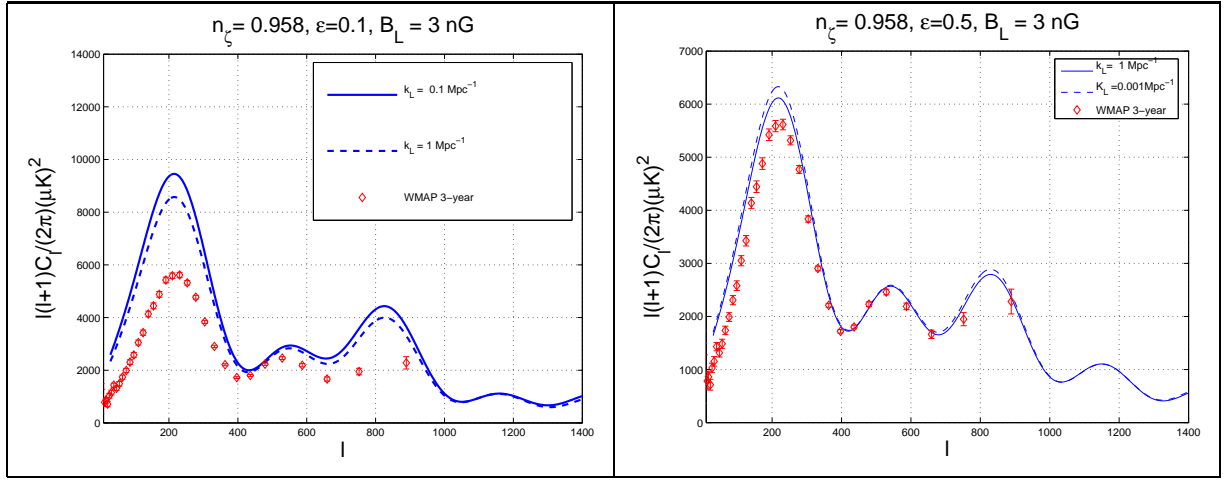 n_ζ= 0.958, ε=0.1, B_L = 3 nG
14000
12000
10000
8000
6000
4000
2000
0
l(l+1)C_l/(2π)(μK)^2
k_L = 0.1 Mpc^−1
k_L = 1 Mpc^−1
WMAP 3−year
200 400 600 800 1000 1200 1400
l
n_ζ= 0.958, ε=0.5, B_L = 3 nG
7000
6000
5000
4000
3000
2000
1000
0
l(l+1)C_l/(2π)(μK)^2
k_L = 1 Mpc^−1
K_L =0.001Mpc^−1
WMAP 3−year
200 400 600 800 1000 1200 1400
l